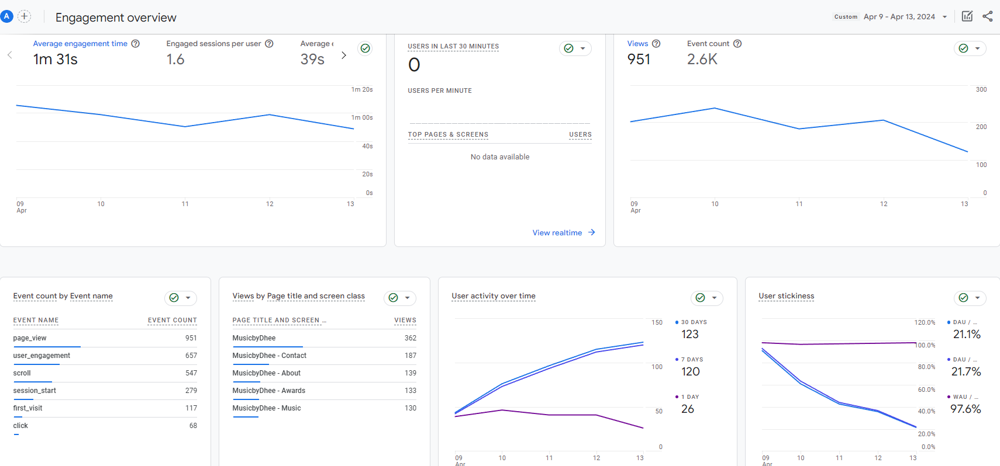 A
Engagement overview
Custom Apr 9 - Apr 13, 2024
Average engagement time
1m 31s
Engaged sessions per user
1.6
Average e
39s
1m 20s
1m 00s
40s
20s
0s
09
Apr
10
11
12
13
USERS IN LAST 30 MINUTES
0
USERS PER MINUTE
TOP PAGES & SCREENS USERS
No data available
View realtime
Views
951
Event count
2.6K
300
200
100
0
09
Apr
10
11
12
13
Event count by Event name
EVENT NAME EVENT COUNT
page_view 951
user_engagement 657
scroll 547
session_start 279
first_visit 117
click 68
Views by Page title and screen class
PAGE TITLE AND SCREEN ... VIEWS
MusicbyDhee 362
MusicbyDhee - Contact 187
MusicbyDhee - About 139
MusicbyDhee - Awards 133
MusicbyDhee - Music 130
User activity over time
150
100
50
0
09
Apr
10
11
12
13
30 DAYS
123
7 DAYS
120
1 DAY
26
User stickiness
120.0%
100.0%
80.0%
60.0%
40.0%
20.0%
0.0%
09
Apr
10
11
12
13
DAU / ...
21.1%
DAU / ...
21.7%
WAU / ...
97.6%